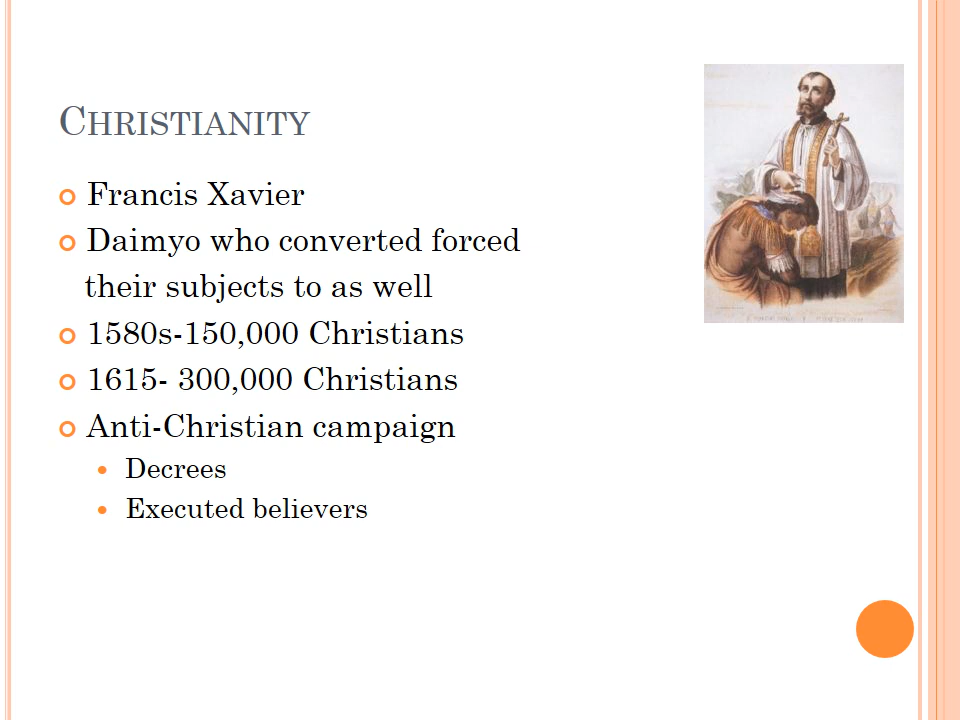 CHRISTIANITY
Francis Xavier
Daimyo who converted forced
their subjects to as well
1580s-150,000 Christians
1615- 300,000 Christians
Anti-Christian campaign
Decrees
Executed believers